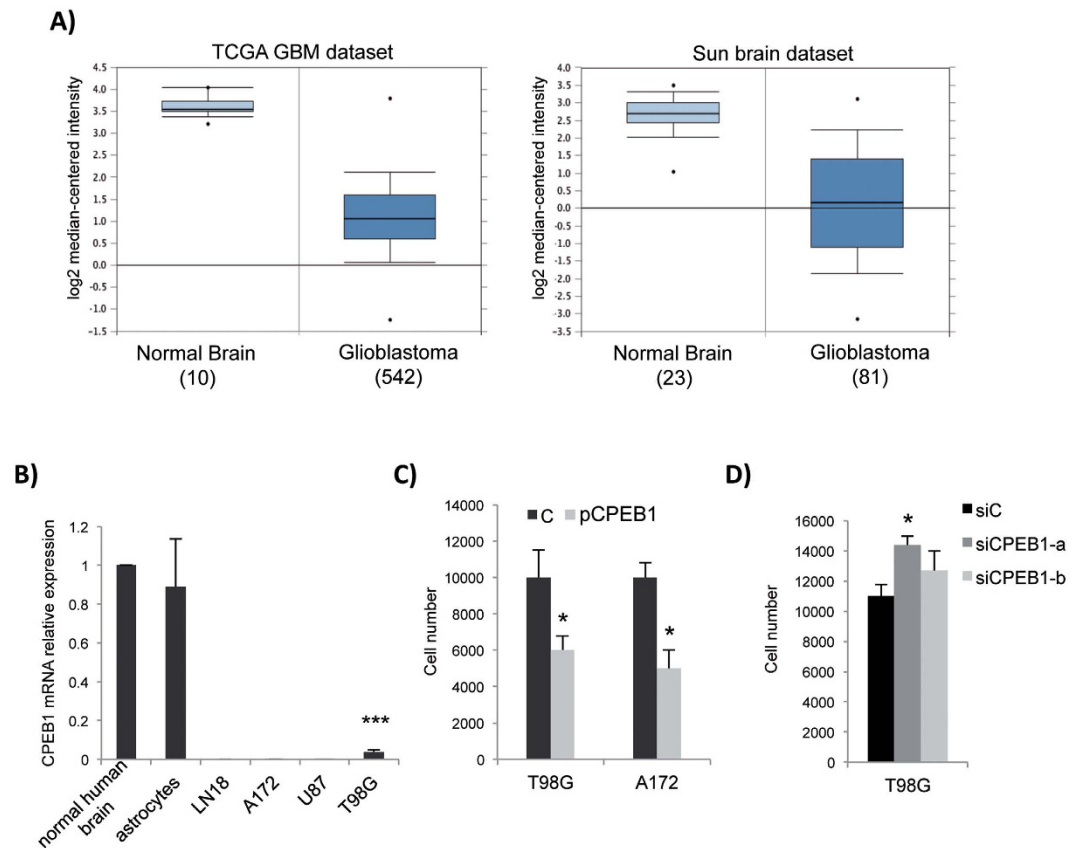 A)
TCGA GBM dataset
log2 median-centered intensity
4.5
4.0
3.5
3.0
2.5
2.0
1.5
1.0
0.5
0.0
-0.5
-1.0
-1.5
Normal Brain
(10)
Glioblastoma
(542)
Sun brain dataset
log2 median-centered intensity
4.0
3.5
3.0
2.5
2.0
1.5
1.0
0.5
0.0
-0.5
-1.0
-1.5
-2.0
-2.5
-3.0
-3.5
Normal Brain
(23)
Glioblastoma
(81)
B)
CPEB1 mRNA relative expression
1.2
1
0.8
0.6
0.4
0.2
0
***
normal human
brain
astrocytes
LN18
A172
U87
T98G
C)
C pCPEB1
Cell number
14000
12000
10000
8000
6000
4000
2000
0
*
*
T98G
A172
D)
siC
siCPEB1-a
siCPEB1-b
Cell number
16000
14000
12000
10000
8000
6000
4000
2000
0
*
T98G